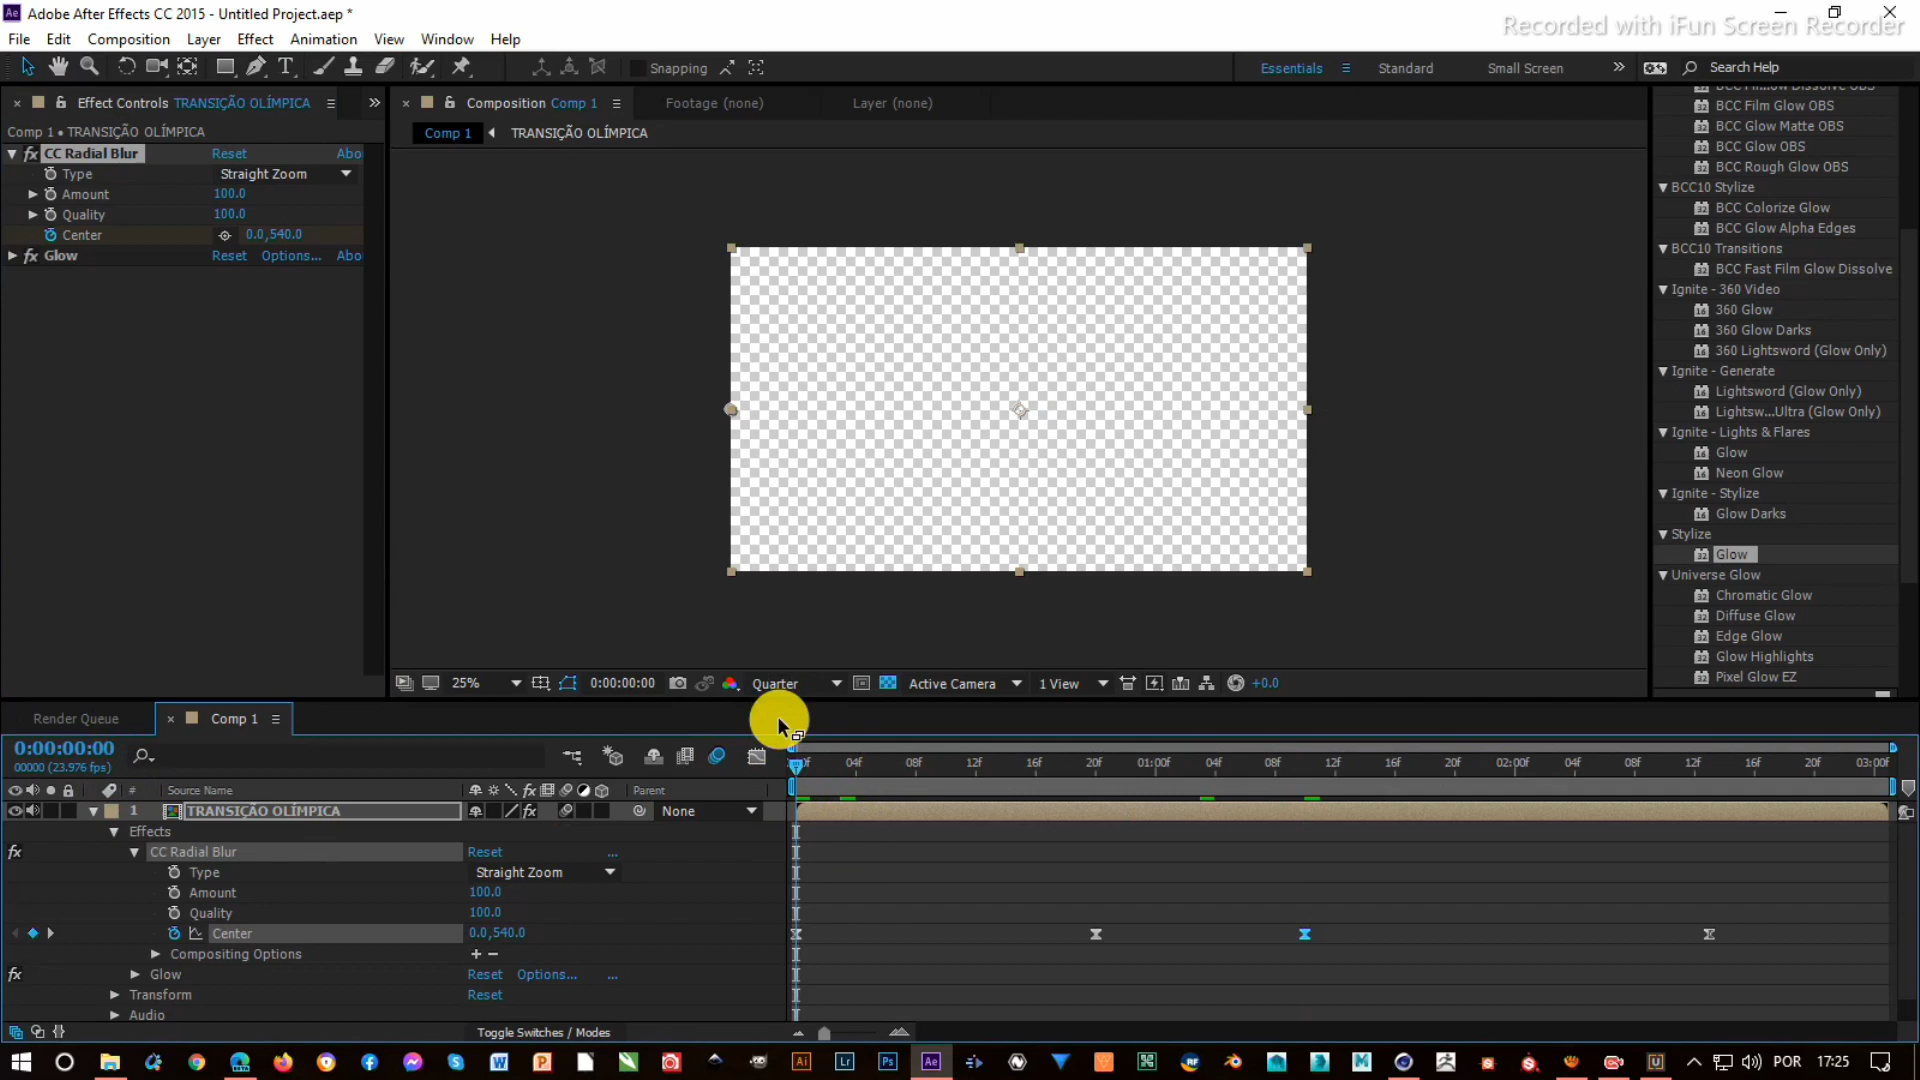 Adobe After Effects CC 2015 - Untitled Project.aep *
Recorded with iFun Screen Recorder
File Edit Composition Layer Effect Animation View Window Help
Snapping
Essentials Standard Small Screen Search Help
Effect Controls TRANSIÇÃO OLÍMPICA
Composition Comp 1 Footage (none) Layer (none)
Comp 1 • TRANSIÇÃO OLÍMPICA
Comp 1 TRANSIÇÃO OLÍMPICA
fx CC Radial Blur Reset Abo
Type Straight Zoom
Amount 100.0
Quality 100.0
Center 0.0,540.0
fx Glow Reset Options... Abo
BCC Film Glow OBS
BCC Glow Matte OBS
BCC Glow OBS
BCC Rough Glow OBS
BCC10 Stylize
BCC Colorize Glow
BCC Glow Alpha Edges
BCC10 Transitions
BCC Fast Film Glow Dissolve
Ignite - 360 Video
360 Glow
360 Glow Darks
360 Lightsword (Glow Only)
Ignite - Generate
Lightsword (Glow Only)
Lightsw...Ultra (Glow Only)
Ignite - Lights & Flares
Glow
Neon Glow
Ignite - Stylize
Glow Darks
Stylize
Glow
Universe Glow
Chromatic Glow
Diffuse Glow
Edge Glow
Glow Highlights
Pixel Glow EZ
25% 0:00:00:00 Quarter Active Camera 1 View +0.0
Render Queue Comp 1
0:00:00:00
00000 (23.976 fps)
04f 08f 12f 16f 20f 01:00f 04f 08f 12f 16f 20f 02:00f 04f 08f 12f 16f 20f 03:00f
# Source Name fx Parent
1 TRANSIÇÃO OLÍMPICA fx None
Effects
fx CC Radial Blur Reset ...
Type Straight Zoom
Amount 100.0
Quality 100.0
Center 0.0,540.0
Compositing Options + −
fx Glow Reset Options... ...
Transform Reset
Audio
Toggle Switches / Modes
POR 17:25